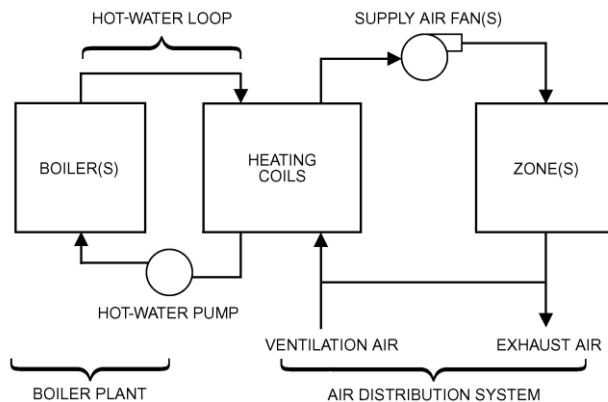 HOT-WATER LOOP
SUPPLY AIR FAN(S)
BOILER(S)
HEATING
COILS
ZONE(S)
HOT-WATER PUMP
VENTILATION AIR
EXHAUST AIR
BOILER PLANT
AIR DISTRIBUTION SYSTEM